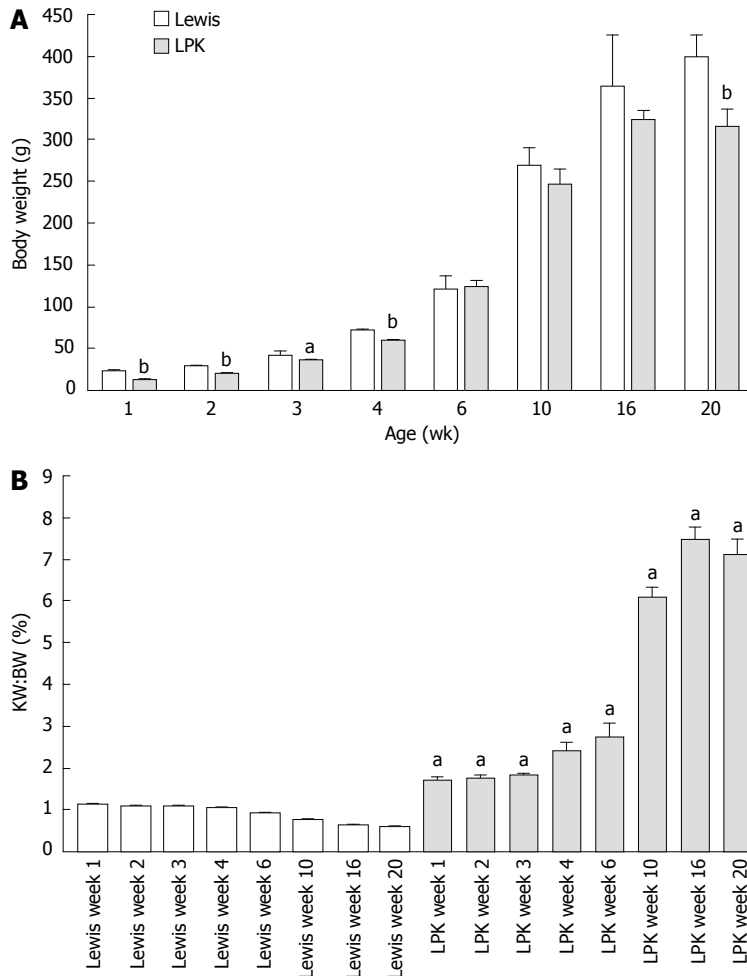 A
Lewis
LPK
Body weight (g)
450
400
350
300
250
200
150
100
50
0
b
b
a
b
b
1 2 3 4 6 10 16 20
Age (wk)
B
KW:BW (%)
9
8
7
6
5
4
3
2
1
0
a a a a a a a a
Lewis week 1
Lewis week 2
Lewis week 3
Lewis week 4
Lewis week 6
Lewis week 10
Lewis week 16
Lewis week 20
LPK week 1
LPK week 2
LPK week 3
LPK week 4
LPK week 6
LPK week 10
LPK week 16
LPK week 20